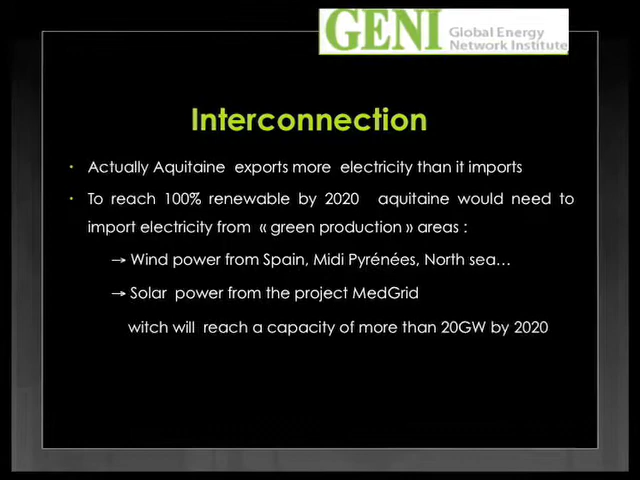 GENI Global Energy
Network Institute
Interconnection
• Actually Aquitaine exports more electricity than it imports
• To reach 100% renewable by 2020 aquitaine would need to
import electricity from « green production » areas :
→ Wind power from Spain, Midi Pyrénées, North sea…
→ Solar power from the project MedGrid
witch will reach a capacity of more than 20GW by 2020